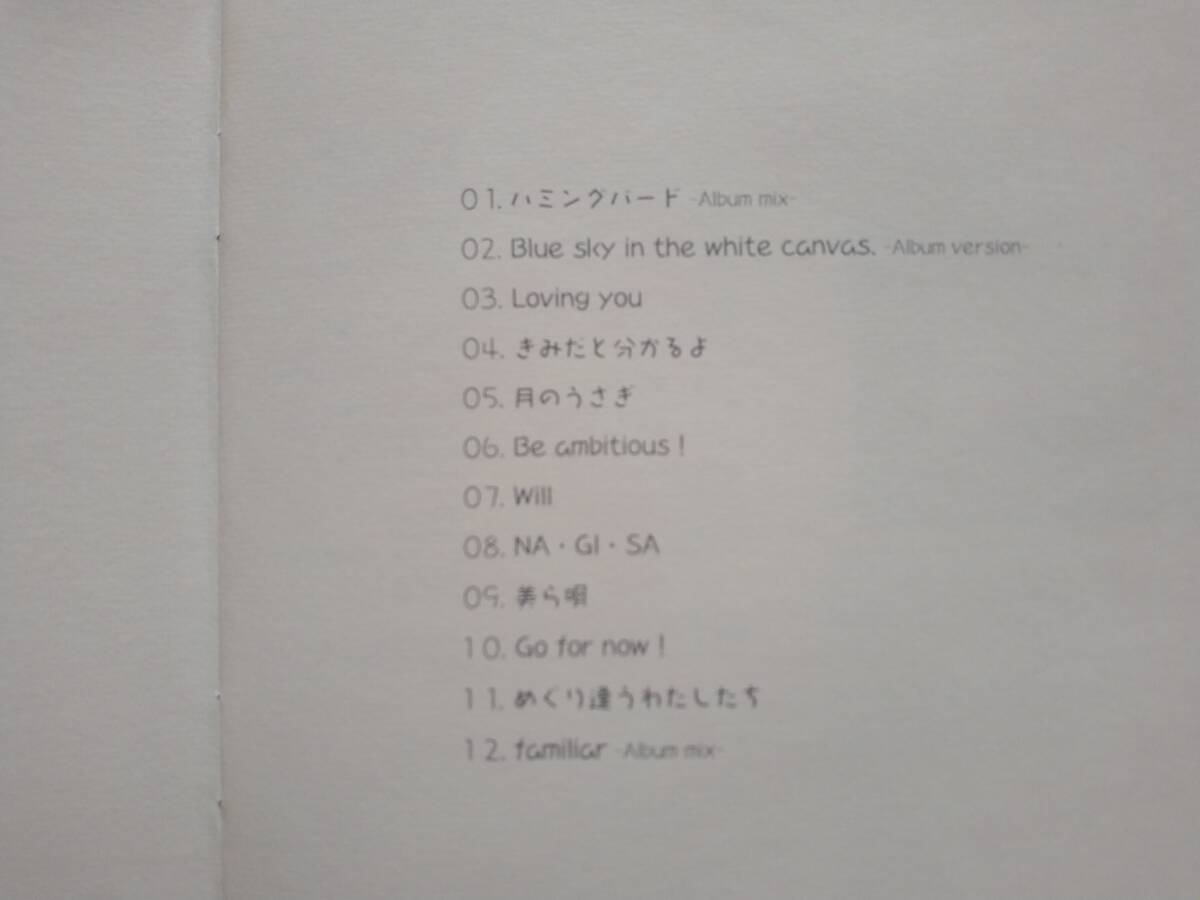 01. ハミングバード -Album mix-
02. Blue sky in the white canvas. -Album version-
03. Loving you
04. きみだと分かるよ
05. 月のうさぎ
06. Be ambitious !
07. Will
08. NA・GI・SA
09. 美ら唄
10. Go for now !
11. めぐり逢うわたしたち
12. familiar -Album mix-